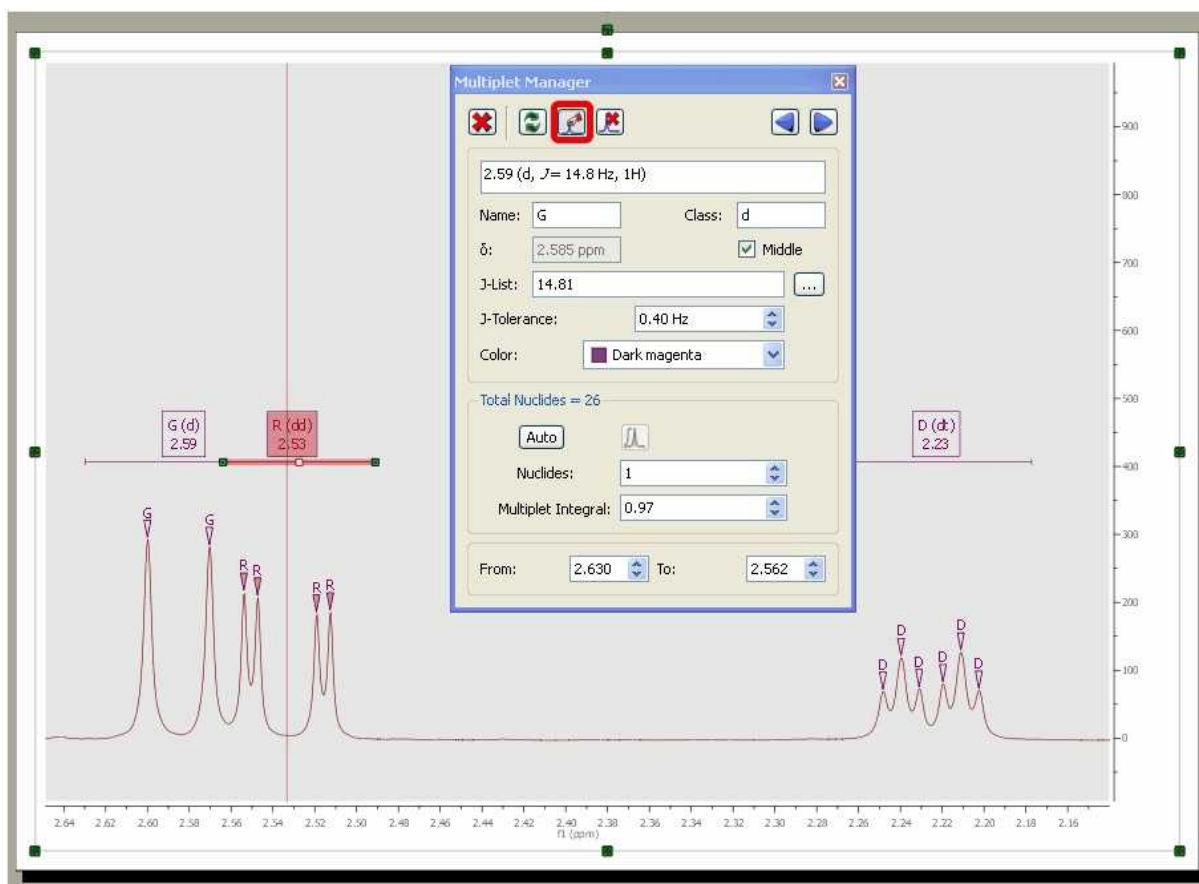 Multiplet Manager
2.59 (d, J= 14.8 Hz, 1H)
Name: G Class: d
δ: 2.585 ppm Middle
J-List: 14.81 ...
J-Tolerance: 0.40 Hz
Color: Dark magenta
Total Nuclides = 26
Auto
Nuclides: 1
Multiplet Integral: 0.97
From: 2.630 To: 2.562
G (d)
2.59
R (dd)
2.53
D (dt)
2.23
G
G
R R
R R
D
D
D
D
D
D
900
800
700
600
500
400
300
200
100
0
2.64 2.62 2.60 2.58 2.56 2.54 2.52 2.50 2.48 2.46 2.44 2.42 2.40 2.38 2.36 2.34 2.32 2.30 2.28 2.26 2.24 2.22 2.20 2.18 2.16
f1 (ppm)